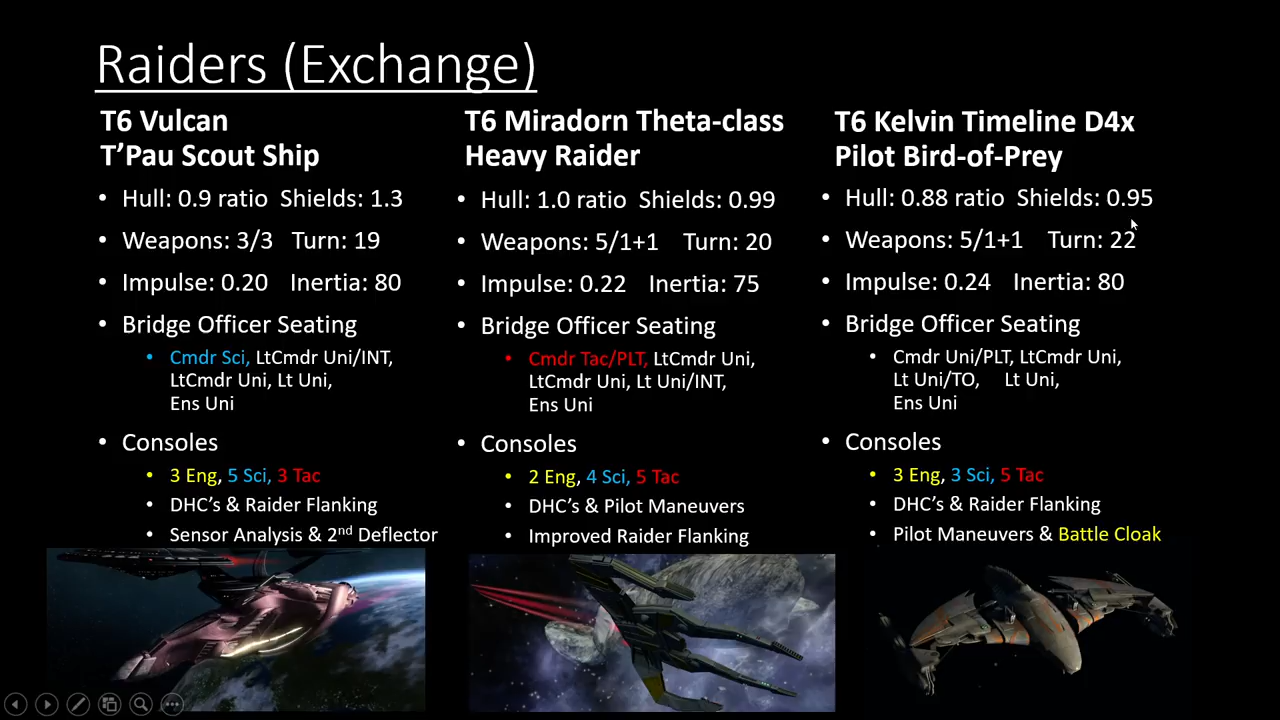 Raiders (Exchange)
T6 Vulcan
T'Pau Scout Ship
• Hull: 0.9 ratio Shields: 1.3
• Weapons: 3/3 Turn: 19
• Impulse: 0.20 Inertia: 80
• Bridge Officer Seating
• Cmdr Sci, LtCmdr Uni/INT,
LtCmdr Uni, Lt Uni,
Ens Uni
• Consoles
• 3 Eng, 5 Sci, 3 Tac
• DHC's & Raider Flanking
• Sensor Analysis & 2nd Deflector
T6 Miradorn Theta-class
Heavy Raider
• Hull: 1.0 ratio Shields: 0.99
• Weapons: 5/1+1 Turn: 20
• Impulse: 0.22 Inertia: 75
• Bridge Officer Seating
• Cmdr Tac/PLT, LtCmdr Uni,
LtCmdr Uni, Lt Uni/INT,
Ens Uni
• Consoles
• 2 Eng, 4 Sci, 5 Tac
• DHC's & Pilot Maneuvers
• Improved Raider Flanking
T6 Kelvin Timeline D4x
Pilot Bird-of-Prey
• Hull: 0.88 ratio Shields: 0.95
• Weapons: 5/1+1 Turn: 22
• Impulse: 0.24 Inertia: 80
• Bridge Officer Seating
• Cmdr Uni/PLT, LtCmdr Uni,
Lt Uni/TO, Lt Uni,
Ens Uni
• Consoles
• 3 Eng, 3 Sci, 5 Tac
• DHC's & Raider Flanking
• Pilot Maneuvers & Battle Cloak